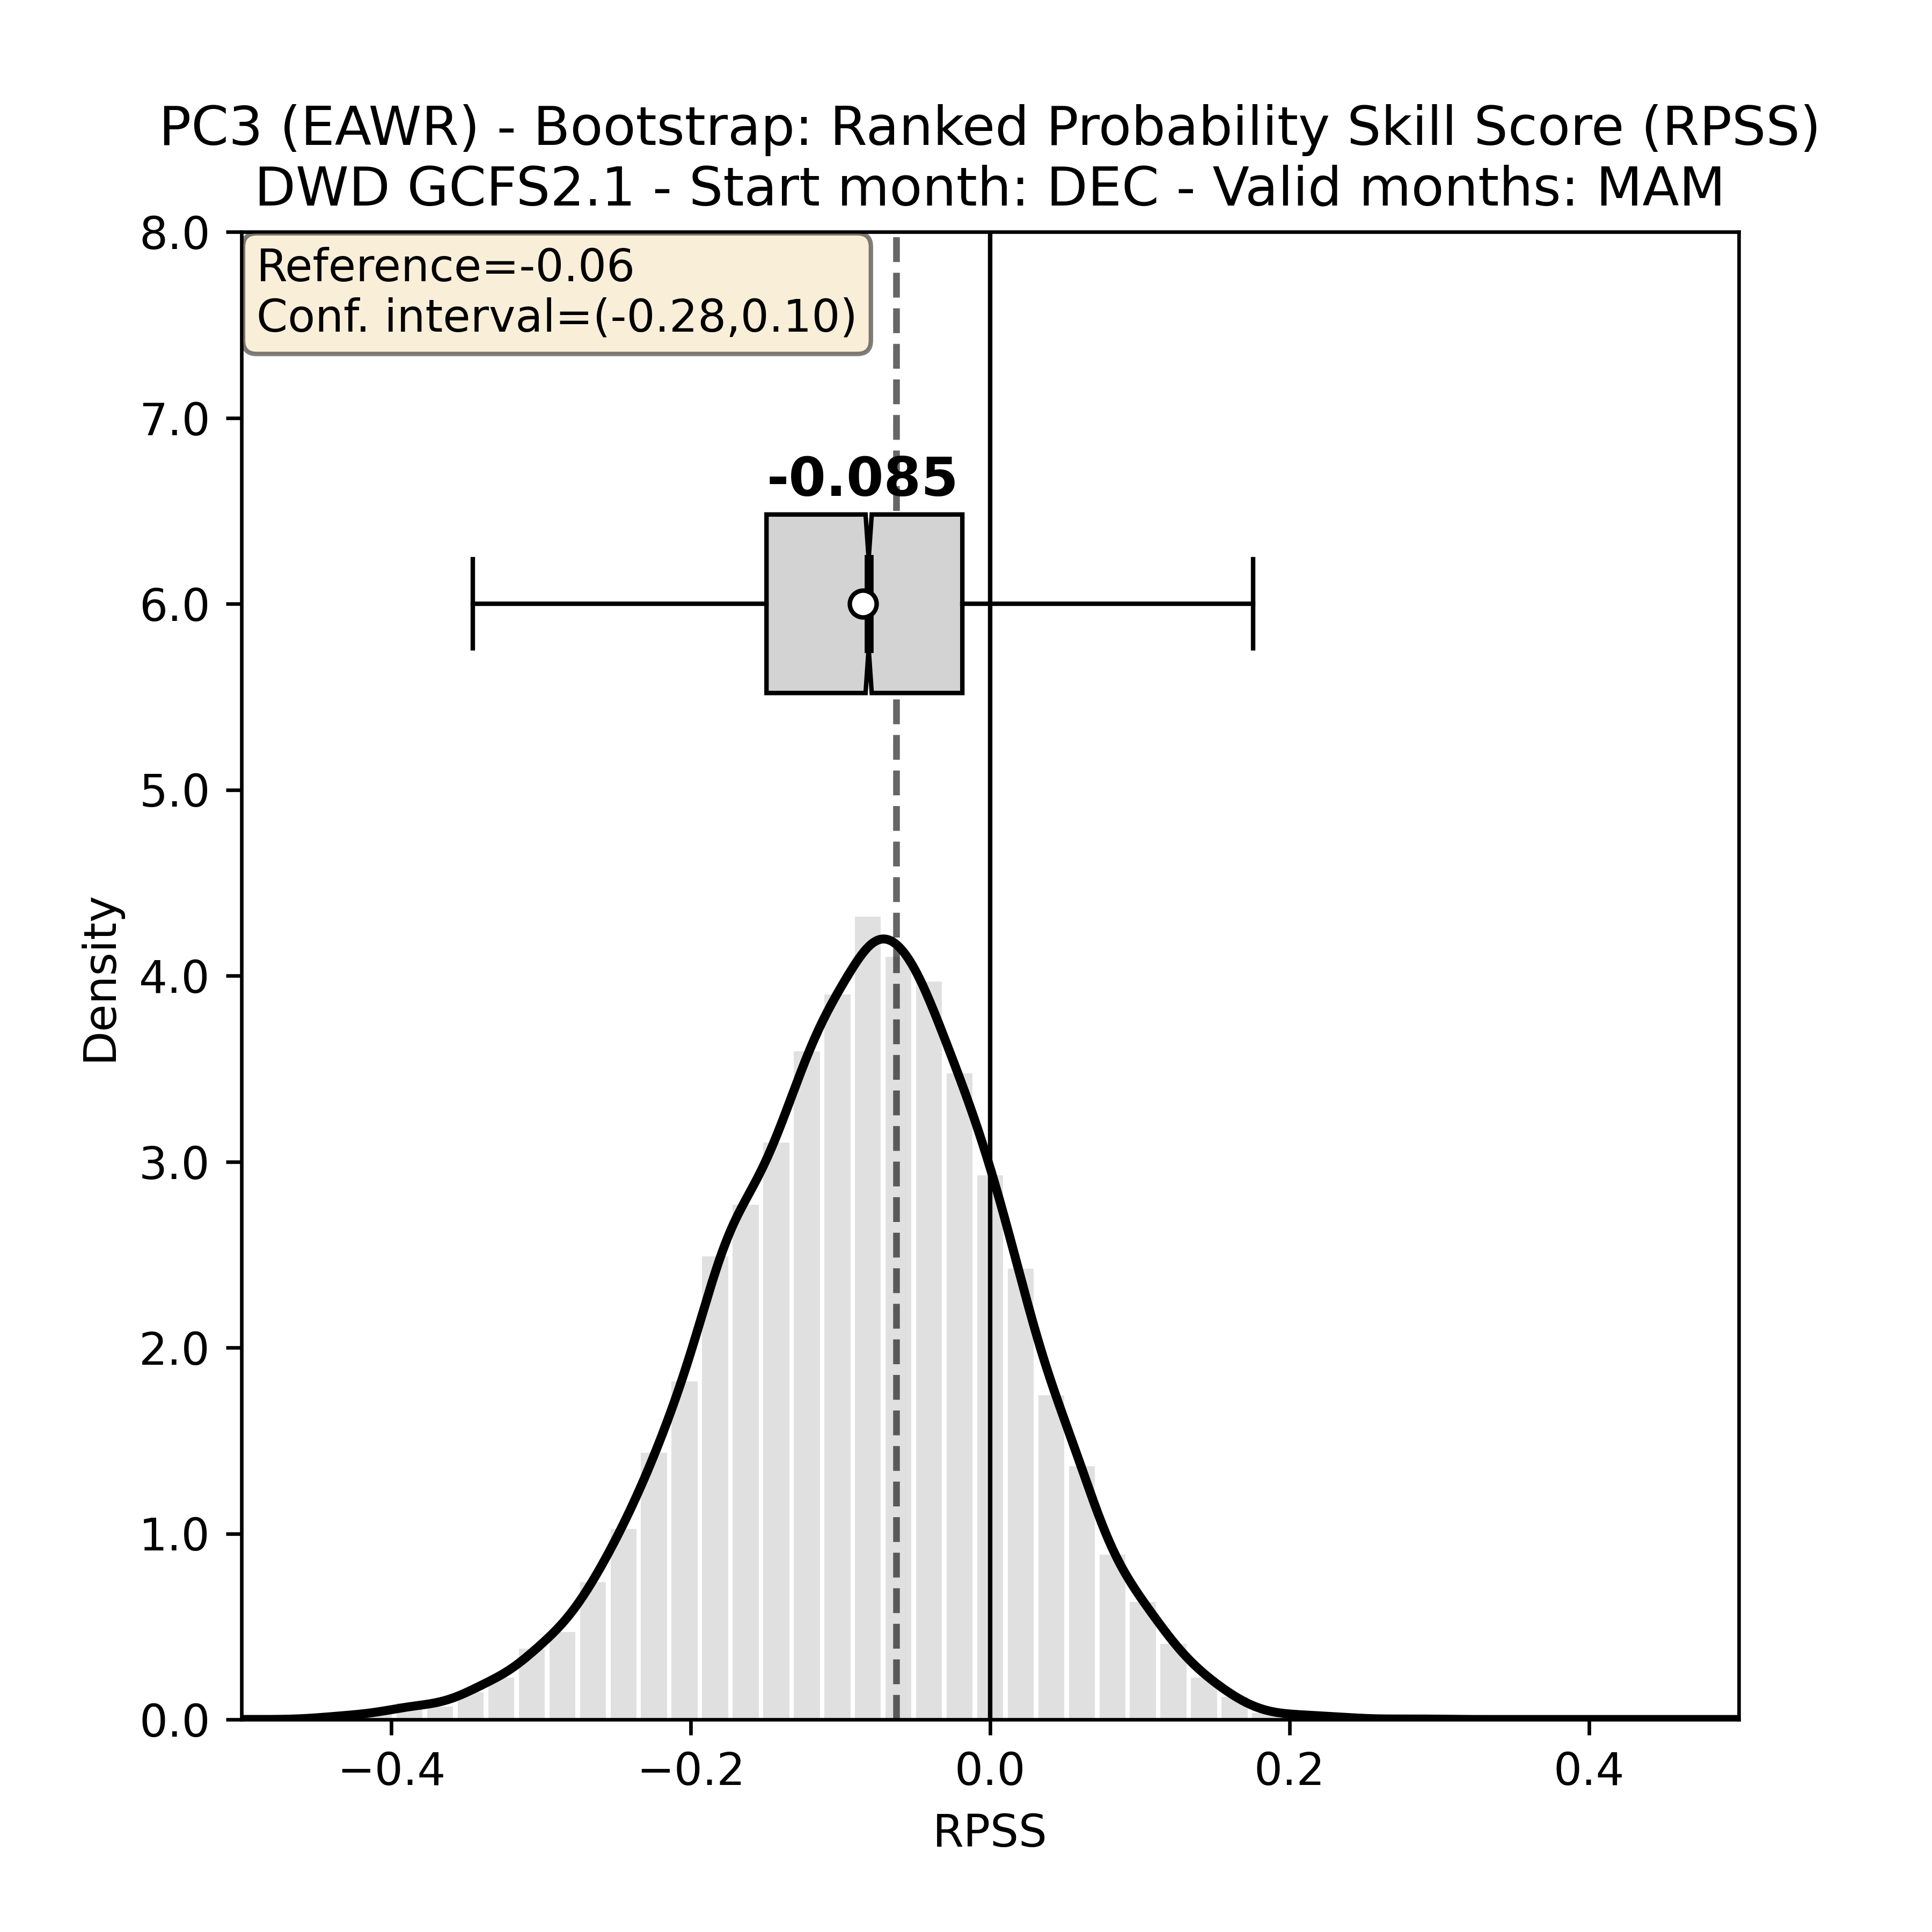 PC3 (EAWR) - Bootstrap: Ranked Probability Skill Score (RPSS)
DWD GCFS2.1 - Start month: DEC - Valid months: MAM
Reference=-0.06
Conf. interval=(-0.28,0.10)
-0.085
8.0
7.0
6.0
5.0
4.0
3.0
2.0
1.0
0.0
Density
−0.4 −0.2 0.0 0.2 0.4
RPSS